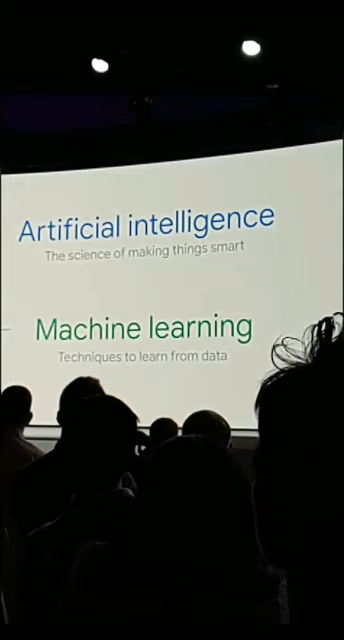 Artificial intelligence
The science of making things smart
Machine learning
Techniques to learn from data